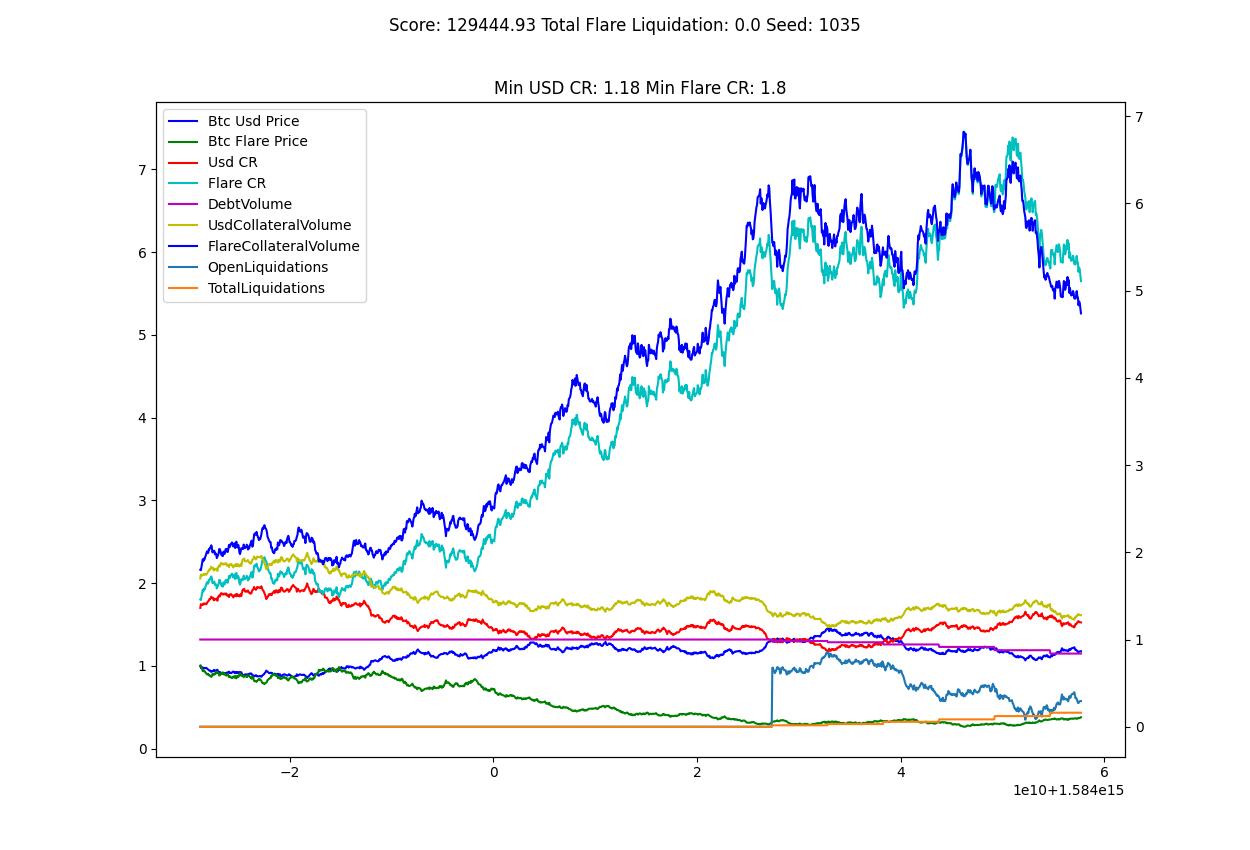 Score: 129444.93 Total Flare Liquidation: 0.0 Seed: 1035
Min USD CR: 1.18 Min Flare CR: 1.8
Btc Usd Price
Btc Flare Price
Usd CR
Flare CR
DebtVolume
UsdCollateralVolume
FlareCollateralVolume
OpenLiquidations
TotalLiquidations
7
6
5
4
3
2
1
0
7
6
5
4
3
2
1
0
−2 0 2 4 6
1e10+1.584e15